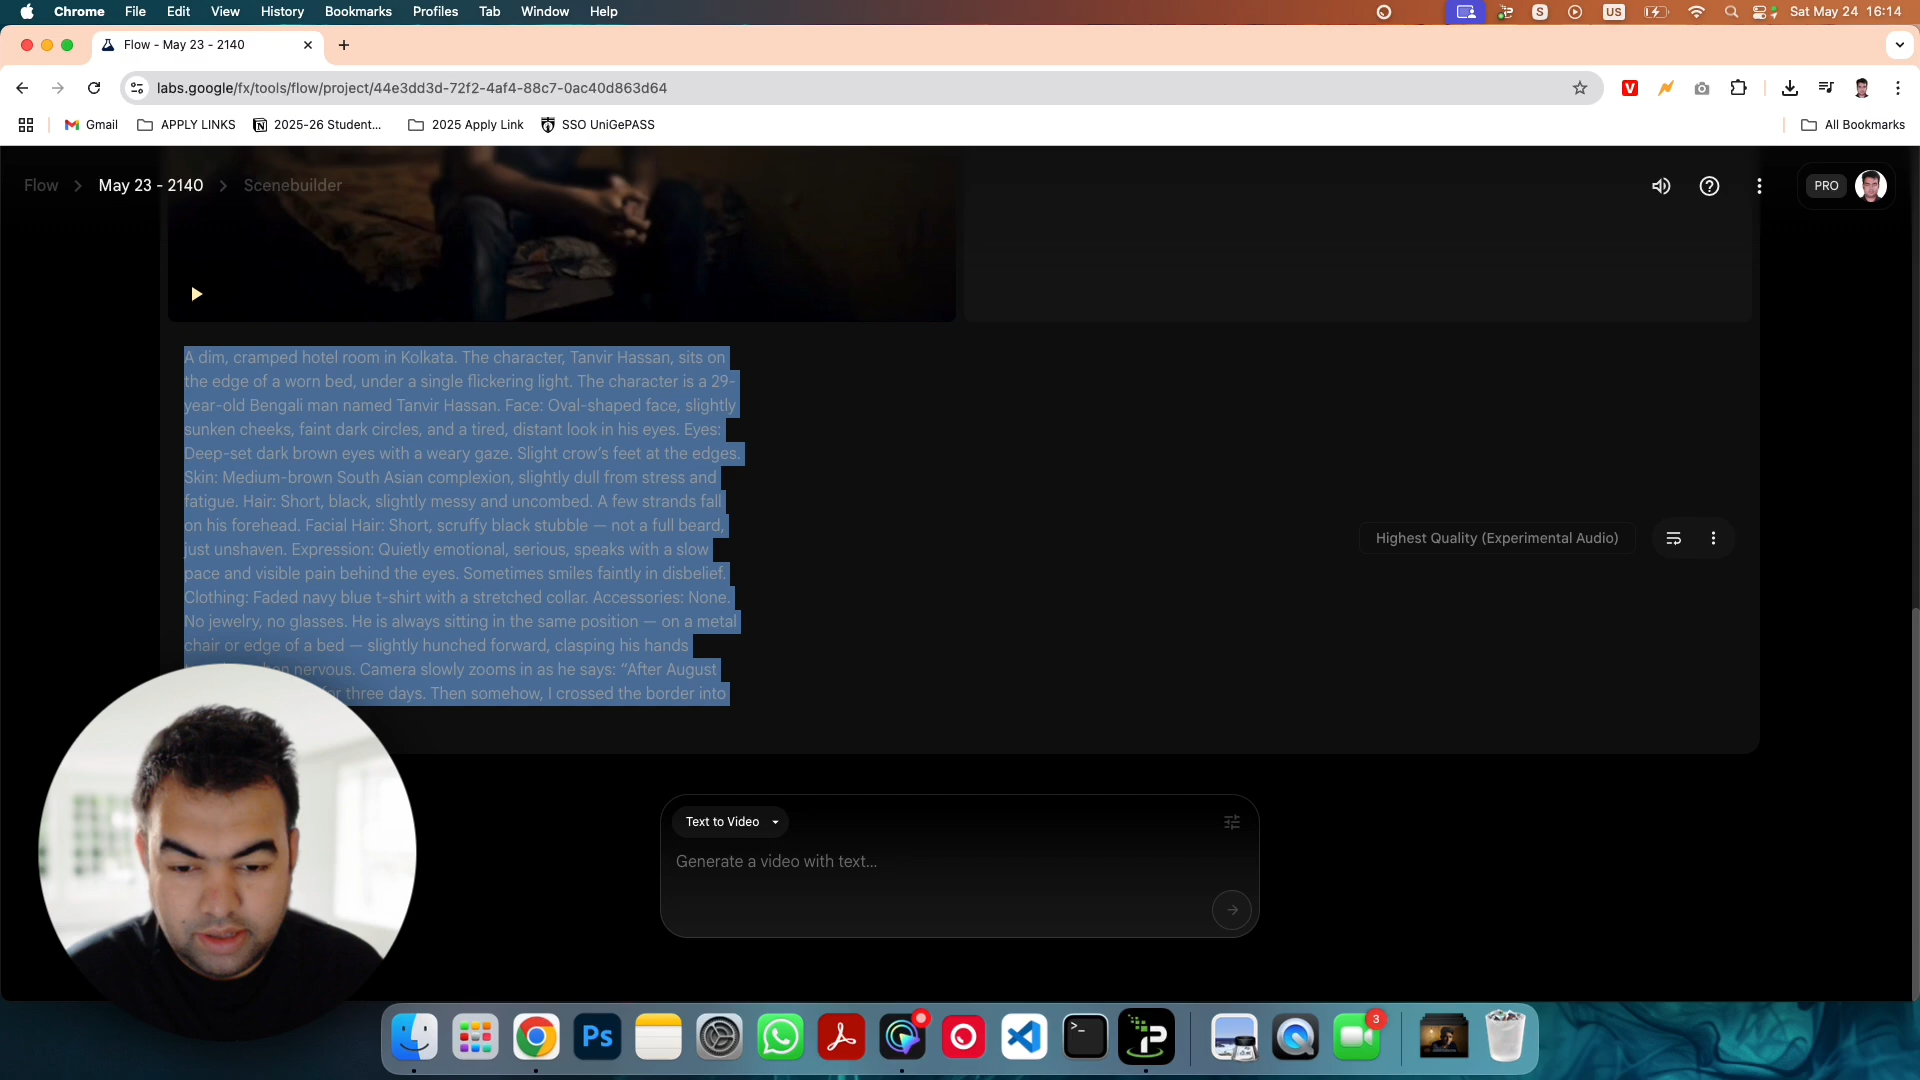 Chrome File Edit View History Bookmarks Profiles Tab Window Help US Sat May 24 16:14
Flow - May 23 - 2140
labs.google/fx/tools/flow/project/44e3dd3d-72f2-4af4-88c7-0ac40d863d64
Gmail APPLY LINKS 2025-26 Student... 2025 Apply Link SSO UniGePASS All Bookmarks
Flow May 23 - 2140 Scenebuilder PRO
A dim, cramped hotel room in Kolkata. The character, Tanvir Hassan, sits on
the edge of a worn bed, under a single flickering light. The character is a 29-
year-old Bengali man named Tanvir Hassan. Face: Oval-shaped face, slightly
sunken cheeks, faint dark circles, and a tired, distant look in his eyes. Eyes:
Deep-set dark brown eyes with a weary gaze. Slight crow’s feet at the edges.
Skin: Medium-brown South Asian complexion, slightly dull from stress and
fatigue. Hair: Short, black, slightly messy and uncombed. A few strands fall
on his forehead. Facial Hair: Short, scruffy black stubble — not a full beard,
just unshaven. Expression: Quietly emotional, serious, speaks with a slow
pace and visible pain behind the eyes. Sometimes smiles faintly in disbelief.
Clothing: Faded navy blue t-shirt with a stretched collar. Accessories: None.
No jewelry, no glasses. He is always sitting in the same position — on a metal
chair or edge of a bed — slightly hunched forward, clasping his hands
nervous. Camera slowly zooms in as he says: “After August
three days. Then somehow, I crossed the border into
Highest Quality (Experimental Audio)
Text to Video
Generate a video with text...
Ps
3